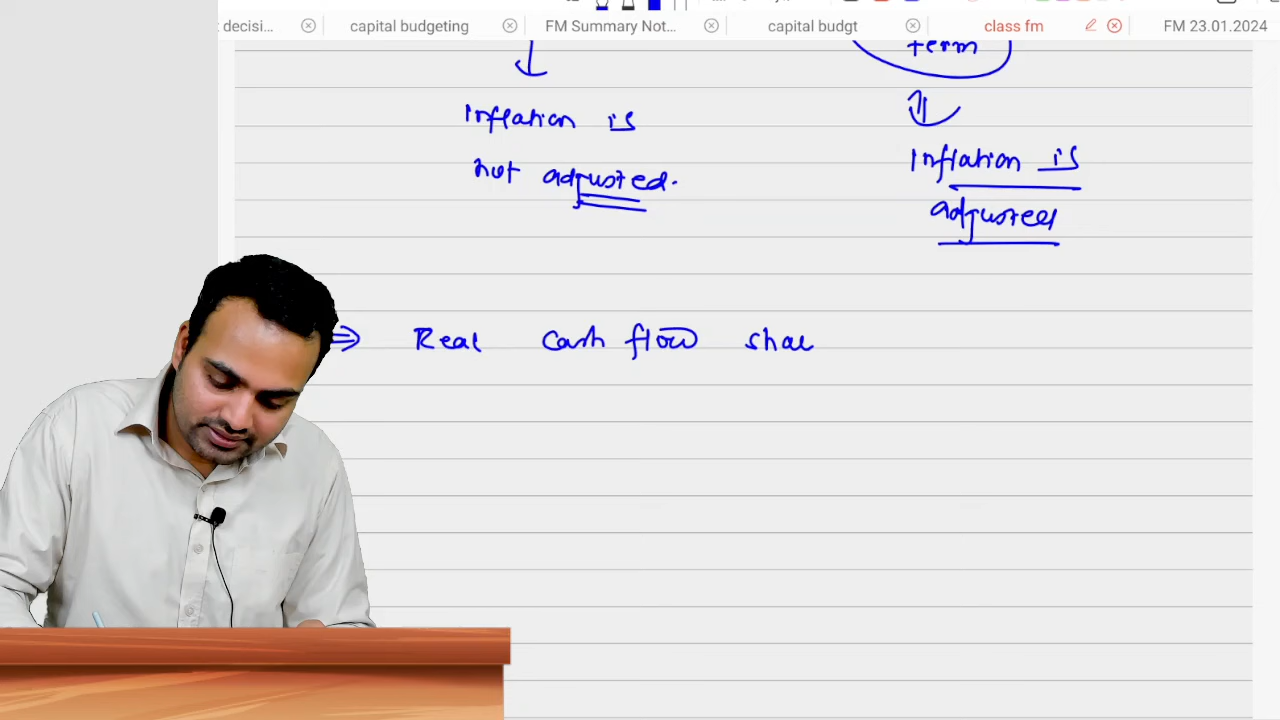 t decisi...
capital budgeting
FM Summary Not...
capital budgt
class fm
FM 23.01.2024
term
Inflation is
not adjusted.
Inflation is
adjusted
⇒ Real cash flow shal